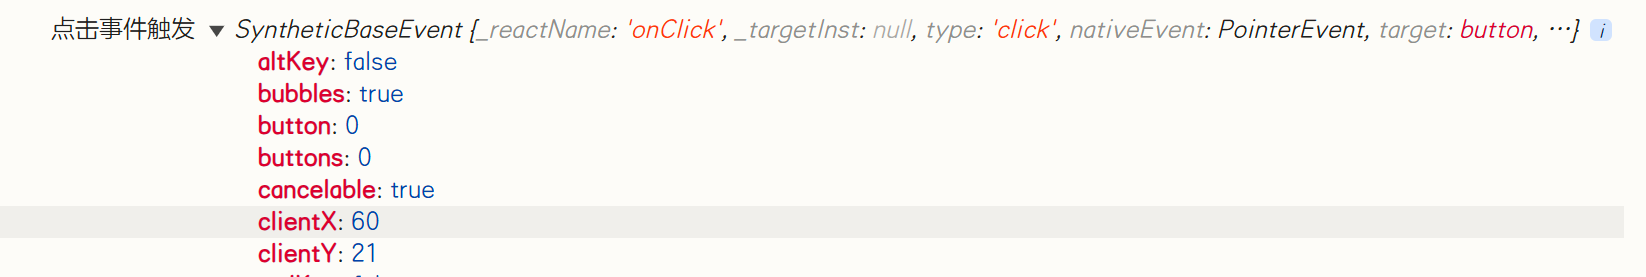 点击事件触发 ▼ SyntheticBaseEvent {_reactName: 'onClick', _targetInst: null, type: 'click', nativeEvent: PointerEvent, target: button, …} i
altKey: false
bubbles: true
button: 0
buttons: 0
cancelable: true
clientX: 60
clientY: 21